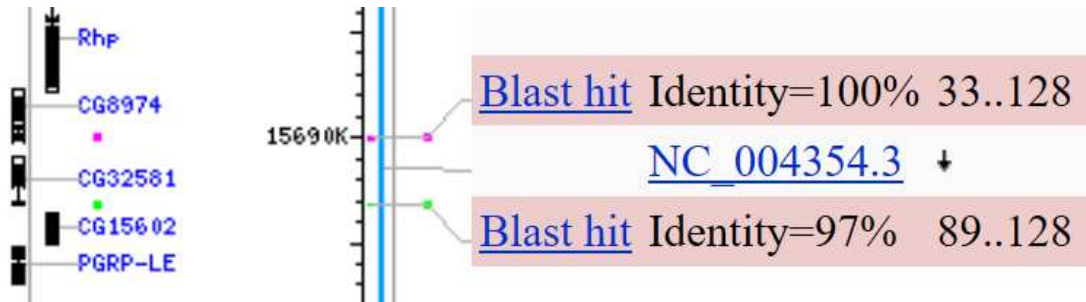 Rhp
CG8974
15690K
CG32581
CG15602
PGRP-LE
Blast hit Identity=100% 33..128
NC_004354.3
Blast hit Identity=97% 89..128